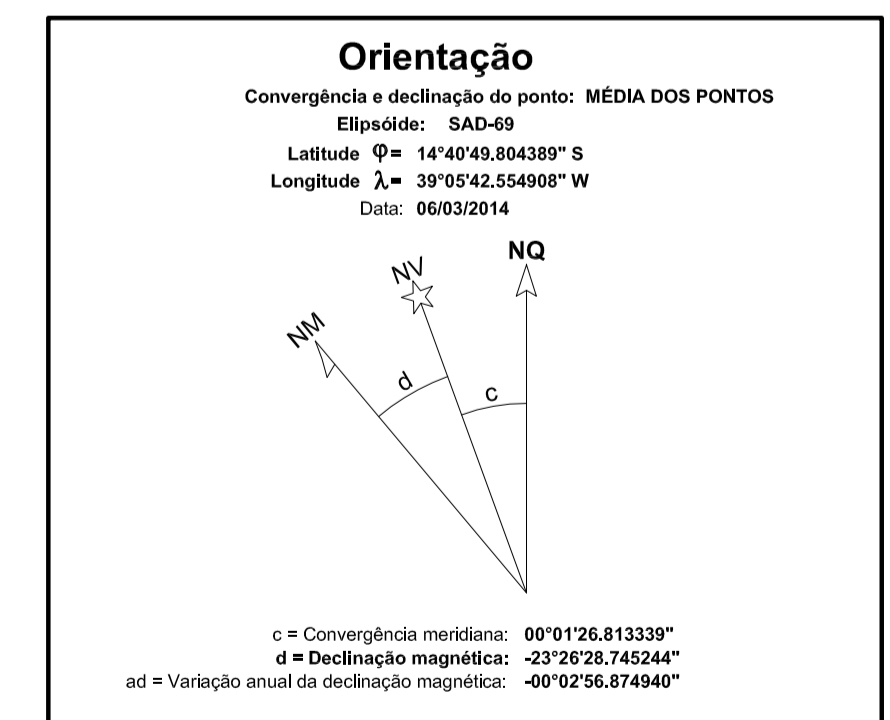 Orientação
Convergência e declinação do ponto: MÉDIA DOS PONTOS
Elipsóide: SAD-69
Latitude φ= 14°40'49.804389" S
Longitude λ= 39°05'42.554908" W
Data: 06/03/2014
NQ
NV
NM
d
c
c = Convergência meridiana: 00°01'26.813339"
d = Declinação magnética: -23°26'28.745244"
ad = Variação anual da declinação magnética: -00°02'56.874940"